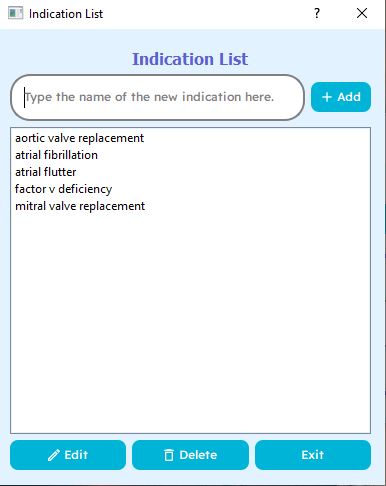 Indication List
?
Indication List
Type the name of the new indication here.
+ Add
aortic valve replacement
atrial fibrillation
atrial flutter
factor v deficiency
mitral valve replacement
Edit
Delete
Exit